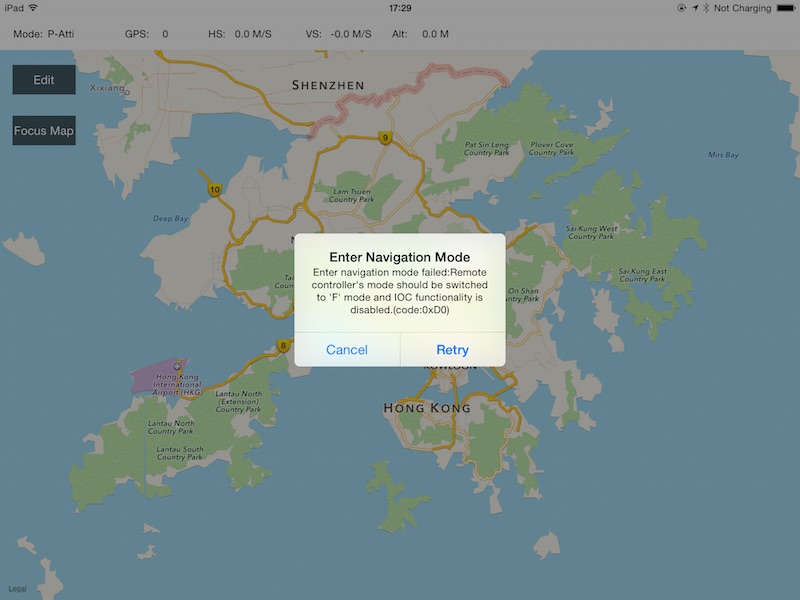 iPad 17:29 Not Charging
Mode: P-Atti GPS: 0 HS: 0.0 M/S VS: -0.0 M/S Alt: 0.0 M
Edit
Focus Map
Xixiang
SHENZHEN
9
Pat Sin Leng
Country Park
Plover Cove
Country Park
Mirs Bay
10
Lam Tsuen
Country Park
Deep Bay
Sai Kung West
Country Park
Sai Kung East
Country Park
Enter Navigation Mode
Enter navigation mode failed:Remote
controller's mode should be switched
to 'F' mode and IOC functionality is
disabled.(code:0xD0)
Cancel Retry
On Shan
8
KOWLOON
Hong Kong
International
Airport (HKG)
Lantau North
(Extension)
Country Park
HONG KONG
Lantau North
Country Park
Lantau South
Country Park
Legal